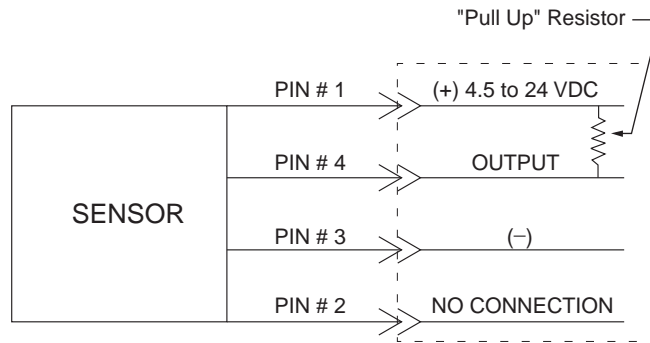 "Pull Up" Resistor
PIN # 1 (+) 4.5 to 24 VDC
PIN # 4 OUTPUT
SENSOR
PIN # 3 (−)
PIN # 2 NO CONNECTION